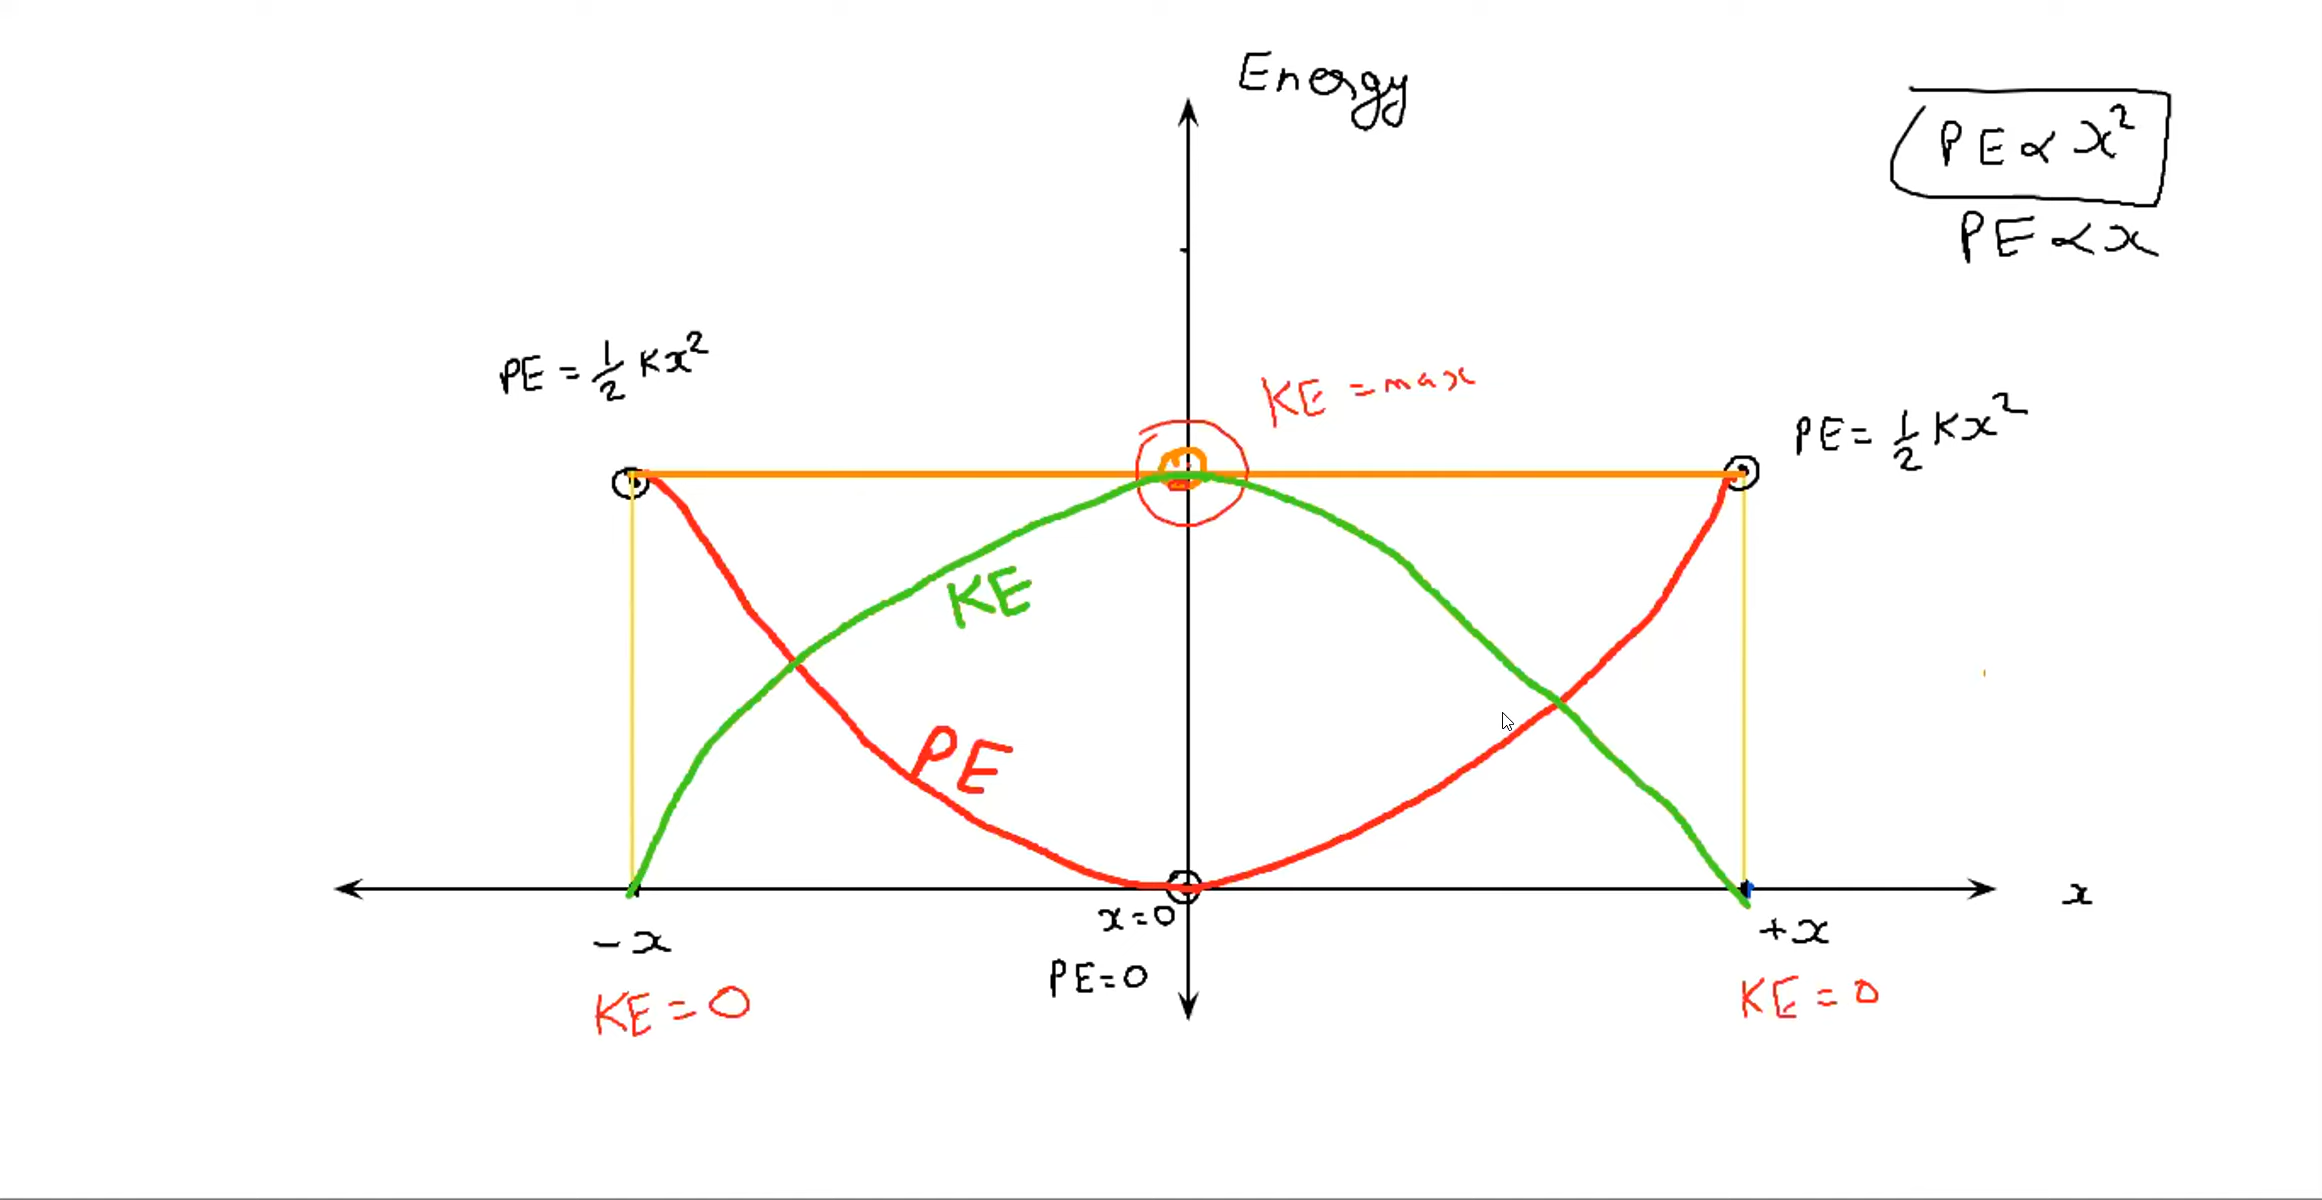 Energy
PE ∝ x²
PE ∝ x
PE = 1/2 Kx²
KE = max
PE = 1/2 Kx²
KE
PE
x=0
x
-x
+x
PE=0
KE = 0
KE = 0